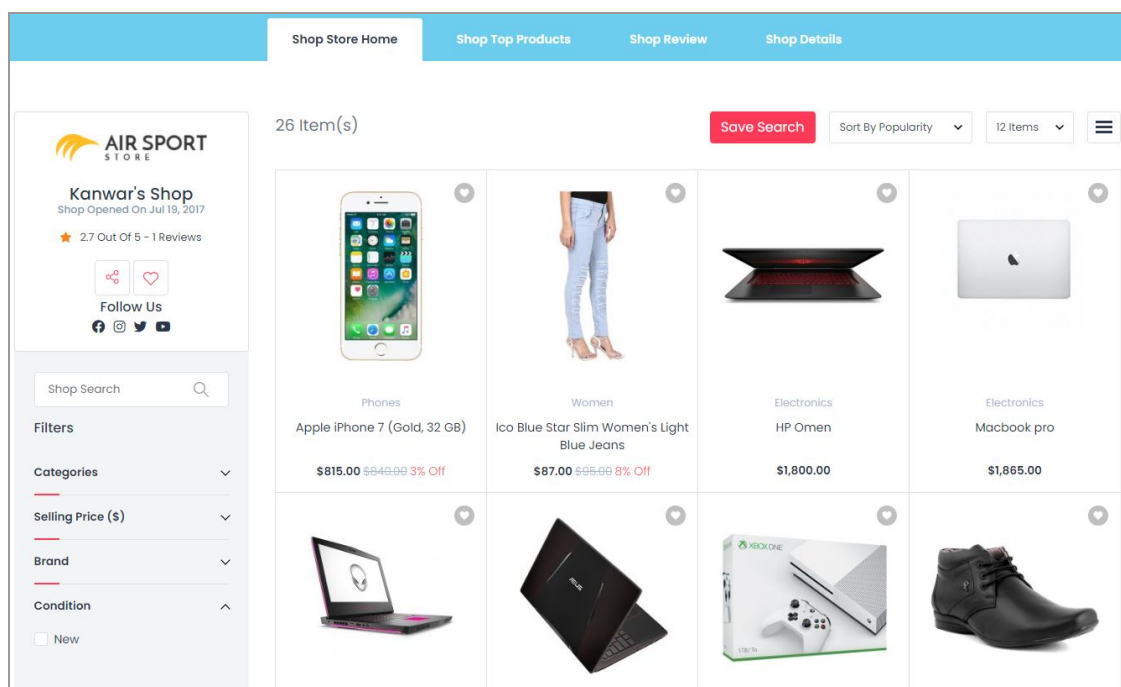 Shop Store Home
Shop Top Products
Shop Review
Shop Details
AIR SPORT
STORE
Kanwar's Shop
Shop Opened On Jul 19, 2017
2.7 Out Of 5 - 1 Reviews
Follow Us
Shop Search
Filters
Categories
Selling Price ($)
Brand
Condition
New
26 Item(s)
Save Search
Sort By Popularity
12 Items
Phones
Apple iPhone 7 (Gold, 32 GB)
$815.00 $840.00 3% Off
Women
Ico Blue Star Slim Women's Light
Blue Jeans
$87.00 $95.00 8% Off
Electronics
HP Omen
$1,800.00
Electronics
Macbook pro
$1,865.00
XBOX ONE